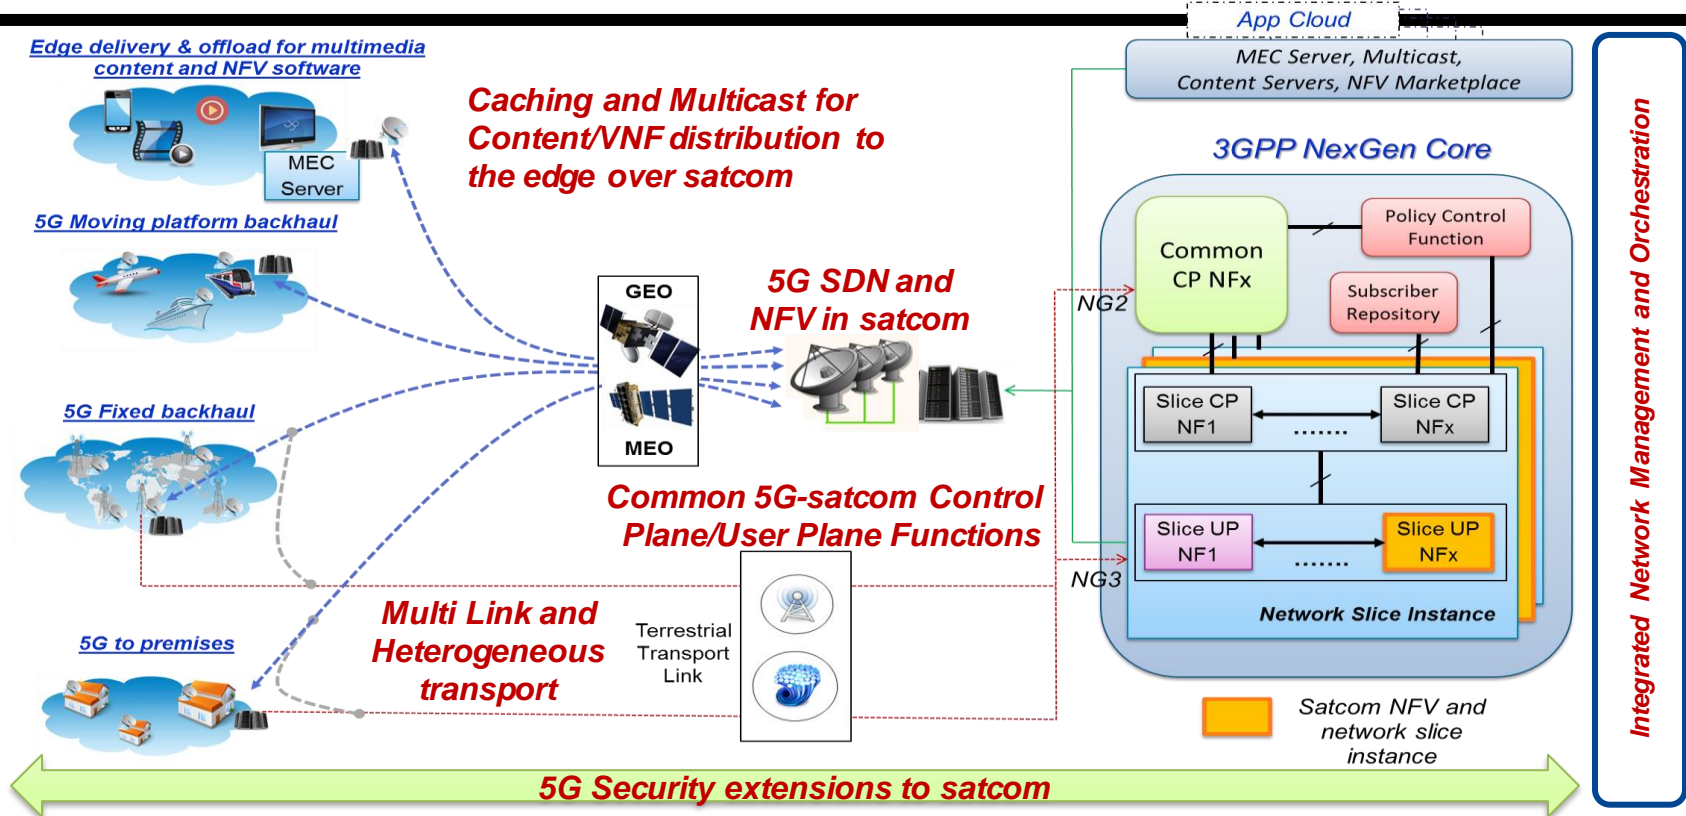 App Cloud
MEC Server, Multicast,
Content Servers, NFV Marketplace
Edge delivery & offload for multimedia
content and NFV software
MEC
Server
Caching and Multicast for
Content/VNF distribution to
the edge over satcom
3GPP NexGen Core
5G Moving platform backhaul
Common
CP NFx
Policy Control
Function
Subscriber
Repository
GEO
MEO
5G SDN and
NFV in satcom
NG2
5G Fixed backhaul
Slice CP
NF1
.......
Slice CP
NFx
Common 5G-satcom Control
Plane/User Plane Functions
Slice UP
NF1
.......
Slice UP
NFx
NG3
Network Slice Instance
Multi Link and
Heterogeneous
transport
Terrestrial
Transport
Link
5G to premises
Satcom NFV and
network slice
instance
5G Security extensions to satcom
Integrated Network Management and Orchestration